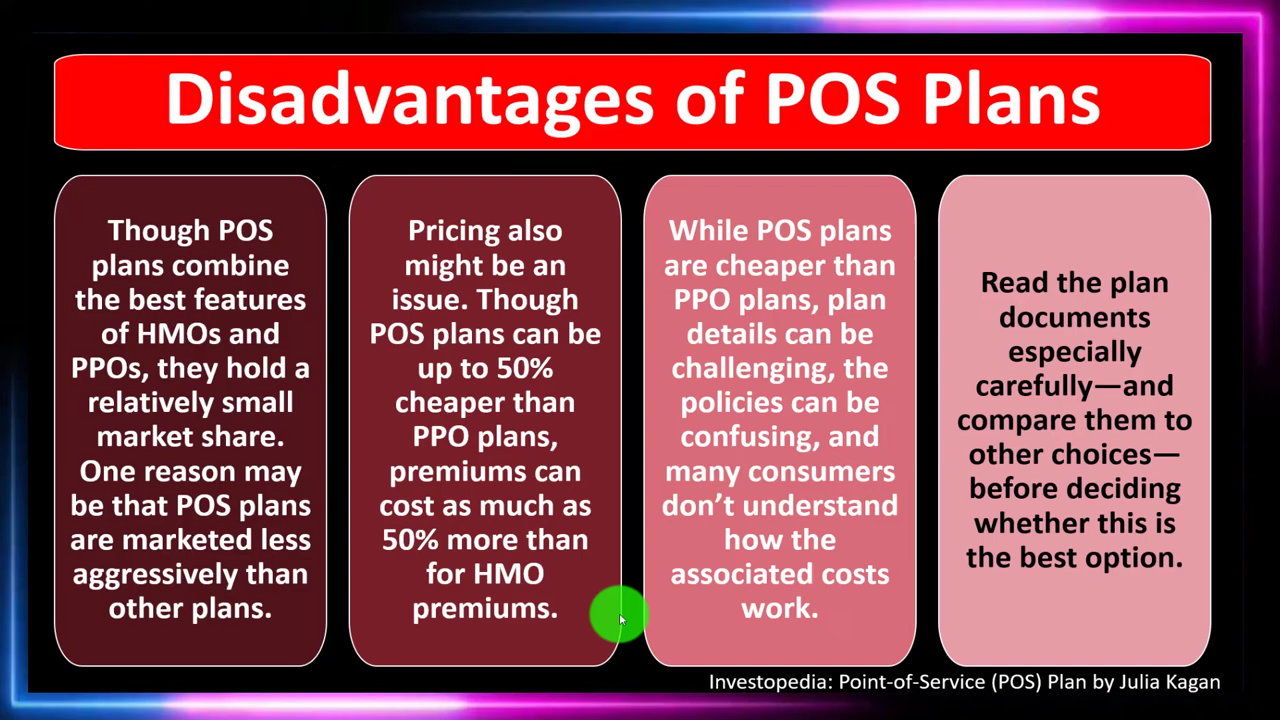 Disadvantages of POS Plans
Though POS
plans combine
the best features
of HMOs and
PPOs, they hold a
relatively small
market share.
One reason may
be that POS plans
are marketed less
aggressively than
other plans.
Pricing also
might be an
issue. Though
POS plans can be
up to 50%
cheaper than
PPO plans,
premiums can
cost as much as
50% more than
for HMO
premiums.
While POS plans
are cheaper than
PPO plans, plan
details can be
challenging, the
policies can be
confusing, and
many consumers
don’t understand
how the
associated costs
work.
Read the plan
documents
especially
carefully—and
compare them to
other choices—
before deciding
whether this is
the best option.
Investopedia: Point-of-Service (POS) Plan by Julia Kagan